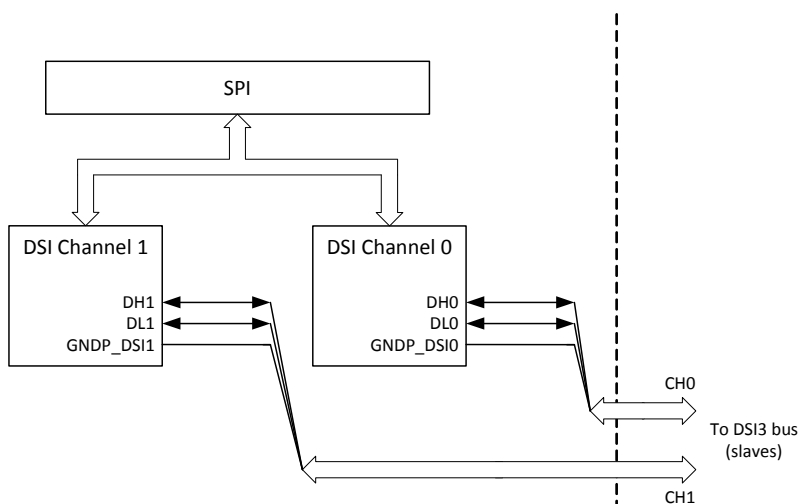 SPI
DSI Channel 1
DH1
DL1
GNDP_DSI1
DSI Channel 0
DH0
DL0
GNDP_DSI0
CH0
To DSI3 bus
(slaves)
CH1